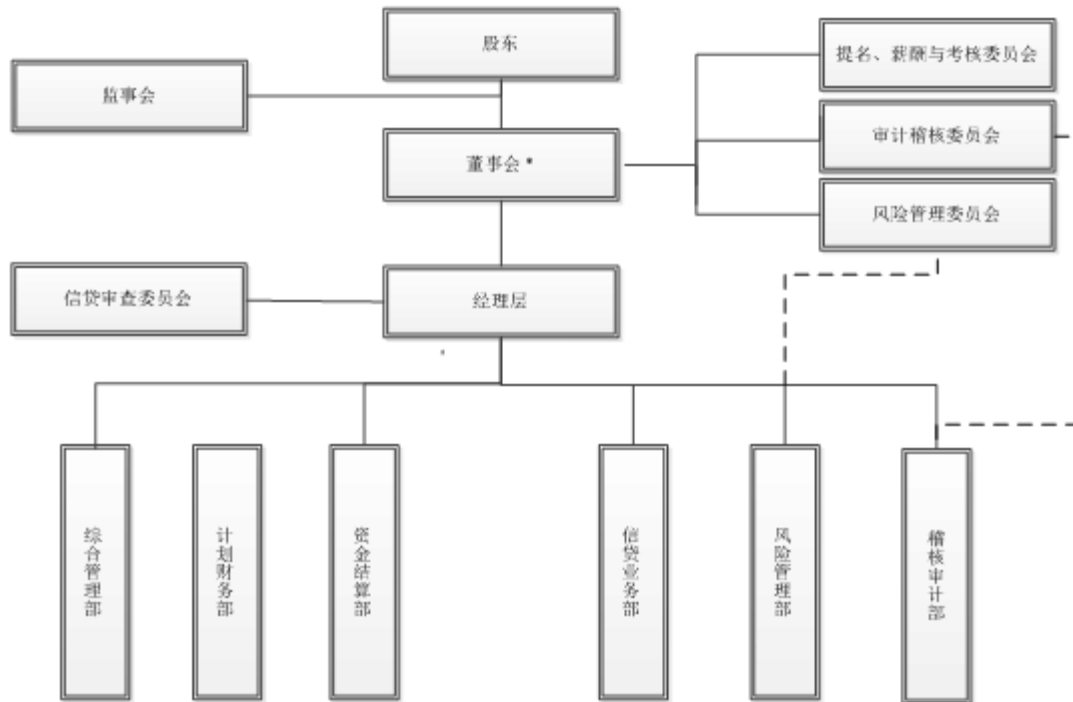 股东
提名、薪酬与考核委员会
监事会
审计稽核委员会
董事会*
风险管理委员会
信贷审查委员会
经理层
综合管理部
计划财务部
资金结算部
信贷业务部
风险管理部
稽核审计部